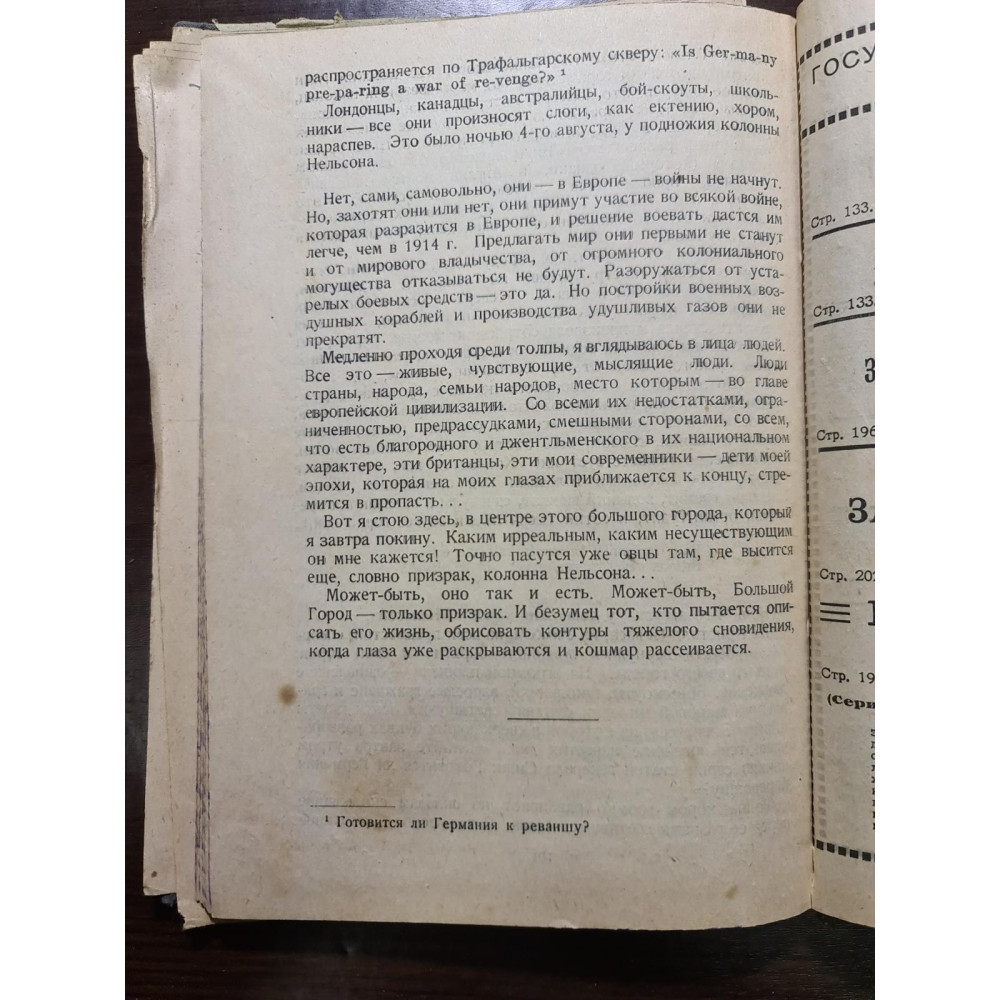 распространяется по Трафальгарскому скверу: «Is Ger-ma-ny
pre-pa-ring a war of re-venge?» ¹
Лондонцы, канадцы, австралийцы, бой-скоуты, школь-
ники — все они произносят слоги, как ектению, хором,
нараспев. Это было ночью 4-го августа, у подножия колонны
Нельсона.
Нет, сами, самовольно, они — в Европе — войны не начнут.
Но, захотят они или нет, они примут участие во всякой войне,
которая разразится в Европе, и решение воевать дастся им
легче, чем в 1914 г. Предлагать мир они первыми не станут
и от мирового владычества, от огромного колониального
могущества отказываться не будут. Разоружаться от уста-
релых боевых средств — это да. Но постройки военных воз-
душных кораблей и производства удушливых газов они не
прекратят.
Медленно проходя среди толпы, я вглядываюсь в лица людей.
Все это — живые, чувствующие, мыслящие люди. Люди
страны, народа, семьи народов, место которым — во главе
европейской цивилизации. Со всеми их недостатками, огра-
ниченностью, предрассудками, смешными сторонами, со всем,
что есть благородного и джентльменского в их национальном
характере, эти британцы, эти мои современники — дети моей
эпохи, которая на моих глазах приближается к концу, стре-
мится в пропасть. . .
Вот я стою здесь, в центре этого большого города, который
я завтра покину. Каким ирреальным, каким несуществующим
он мне кажется! Точно пасутся уже овцы там, где высится
еще, словно призрак, колонна Нельсона. . .
Может-быть, оно так и есть. Может-быть, Большой
Город — только призрак. И безумец тот, кто пытается опи-
сать его жизнь, обрисовать контуры тяжелого сновидения,
когда глаза уже раскрываются и кошмар рассеивается.
¹ Готовится ли Германия к реваншу?
ГОСУ
Стр. 133.
Стр. 133.
З
Стр. 196
ЗА
Стр. 202
Стр. 19
(Сери